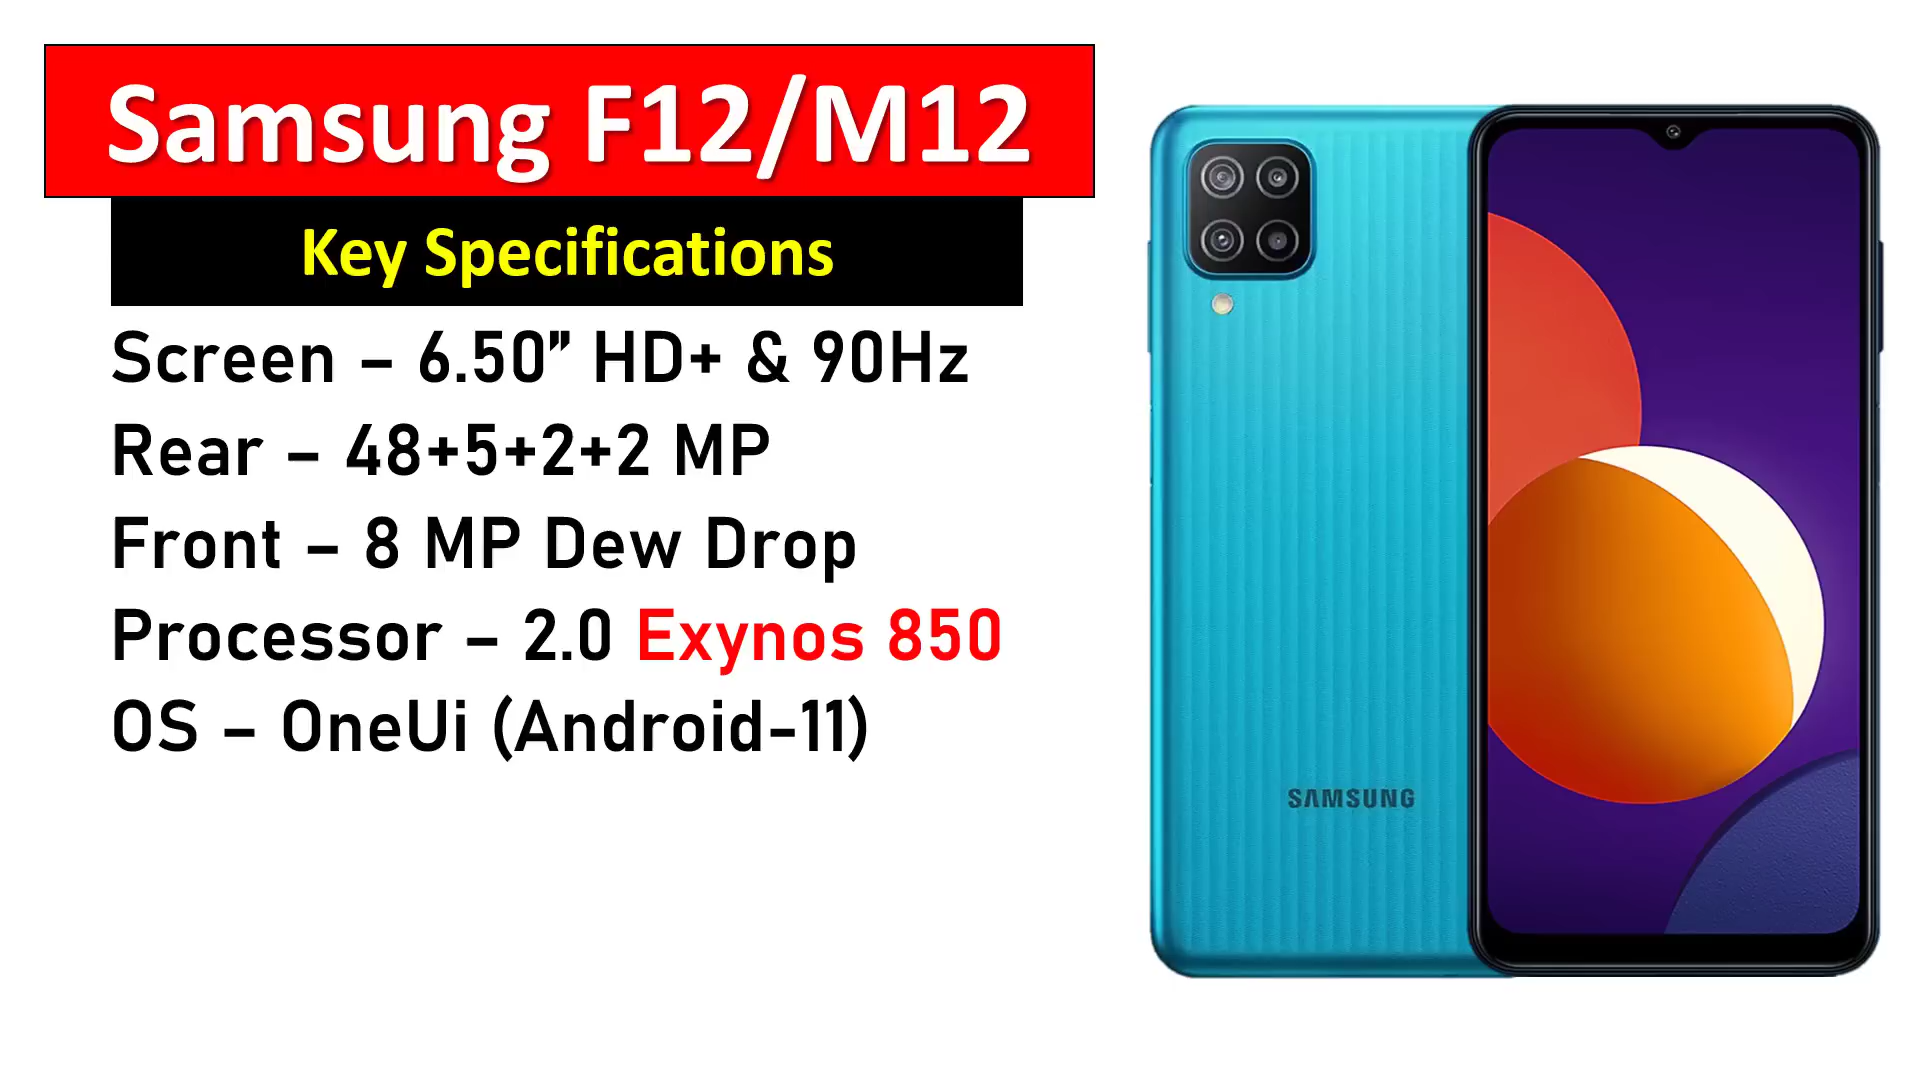 Samsung F12/M12
Key Specifications
Screen – 6.50” HD+ & 90Hz
Rear – 48+5+2+2 MP
Front – 8 MP Dew Drop
Processor – 2.0 Exynos 850
OS – OneUi (Android-11)
SAMSUNG